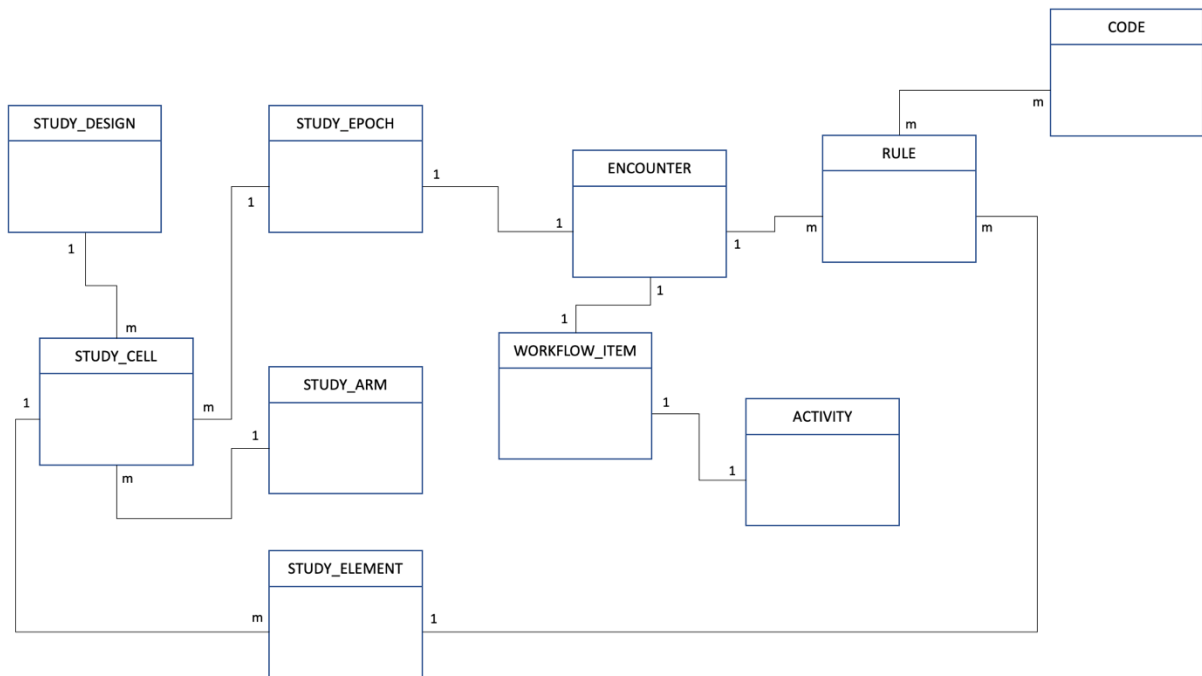 CODE
STUDY_DESIGN
STUDY_EPOCH
m
m
RULE
ENCOUNTER
1
1
1
1
m
1
m
1
1
m
1
STUDY_CELL
WORKFLOW_ITEM
STUDY_ARM
1
m
1
ACTIVITY
1
m
1
STUDY_ELEMENT
m
1